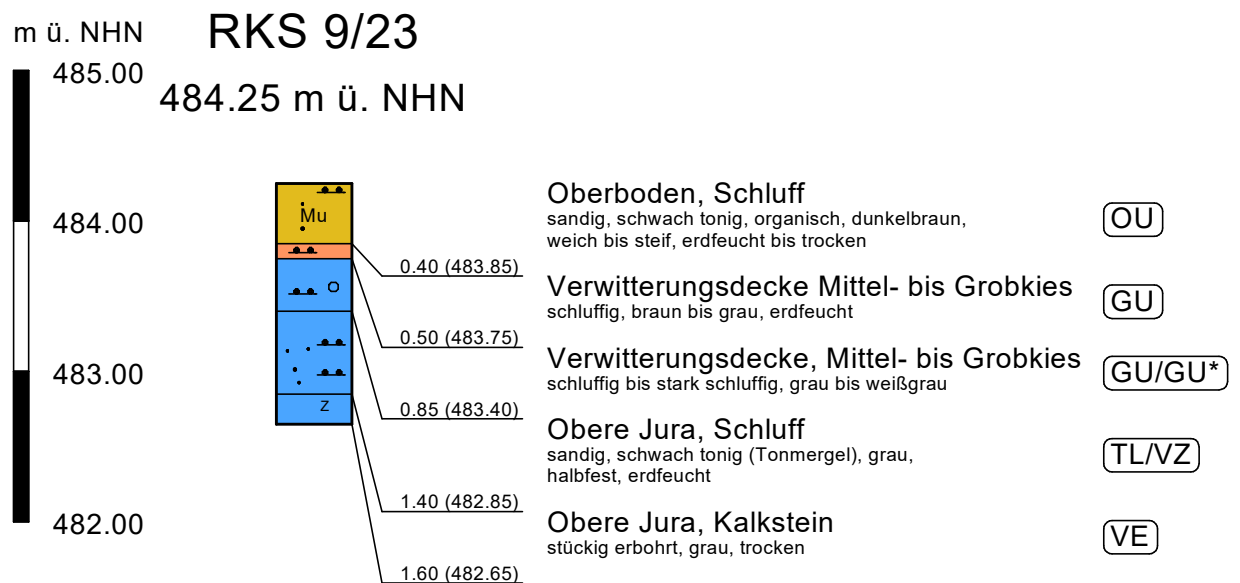 m ü. NHN
RKS 9/23
485.00
484.25 m ü. NHN
Oberboden, Schluff
sandig, schwach tonig, organisch, dunkelbraun,
weich bis steif, erdfeucht bis trocken
OU
Mu
484.00
0.40 (483.85)
Verwitterungsdecke Mittel- bis Grobkies
schluffig, braun bis grau, erdfeucht
GU
0.50 (483.75)
Verwitterungsdecke, Mittel- bis Grobkies
schluffig bis stark schluffig, grau bis weißgrau
GU/GU*
483.00
0.85 (483.40)
z
Obere Jura, Schluff
sandig, schwach tonig (Tonmergel), grau,
halbfest, erdfeucht
TL/VZ
1.40 (482.85)
482.00
Obere Jura, Kalkstein
stückig erbohrt, grau, trocken
VE
1.60 (482.65)